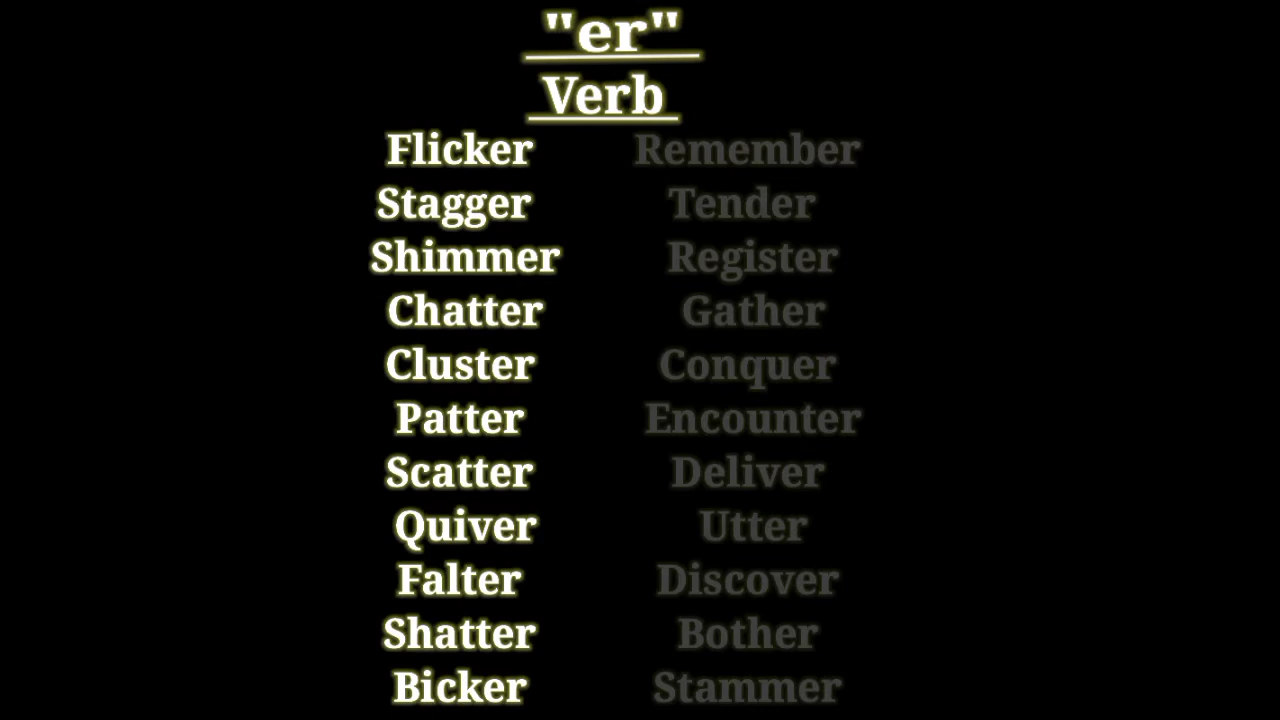 "er"
Verb
Flicker Remember
Stagger Tender
Shimmer Register
Chatter Gather
Cluster Conquer
Patter Encounter
Scatter Deliver
Quiver Utter
Falter Discover
Shatter Bother
Bicker Stammer